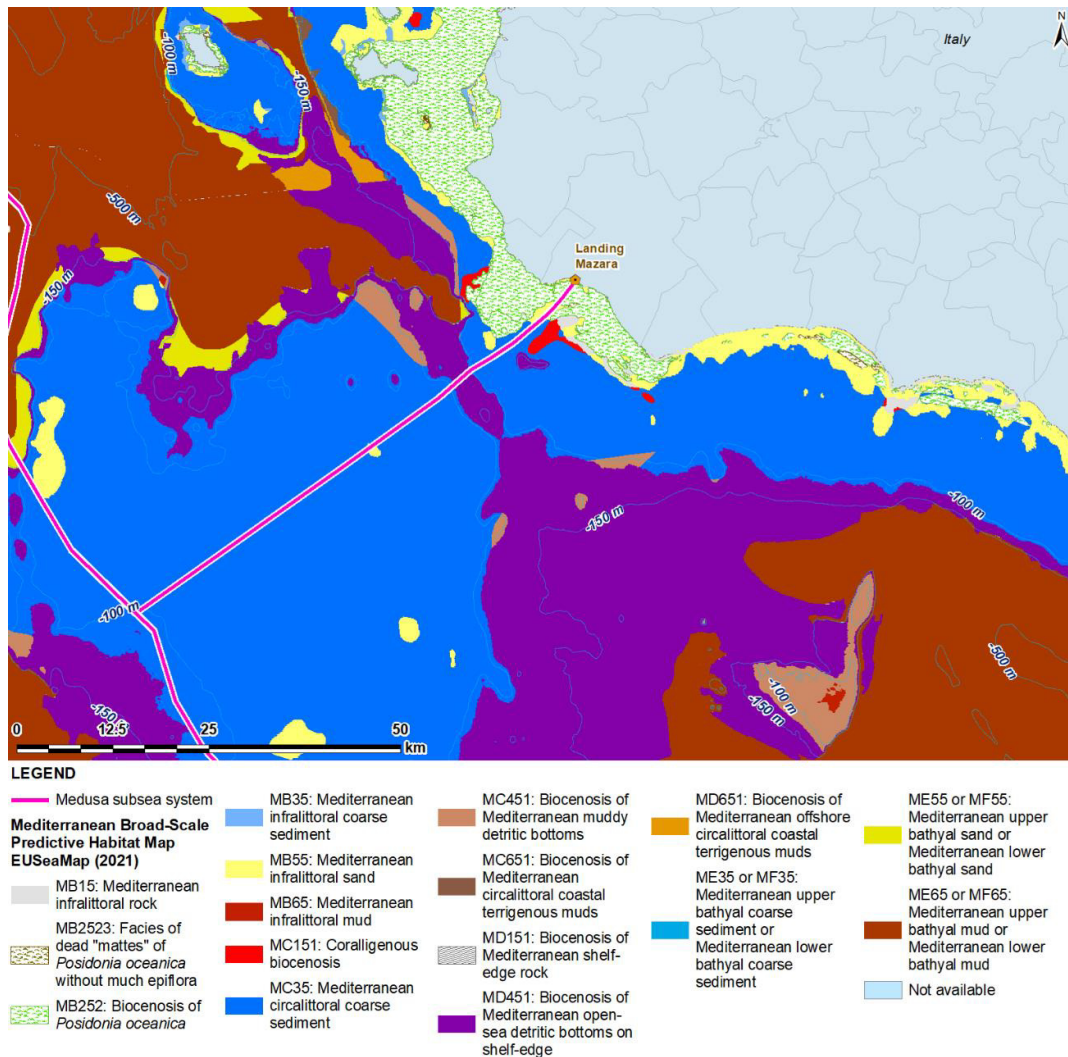 N
Italy
-100 m
-150 m
-500 m
Landing
Mazara
-150 m
-100 m
-150 m
-100 m
-500 m
-100 m
-150 m
-150 m
0 12.5 25 50
km
LEGEND
Medusa subsea system
Mediterranean Broad-Scale
Predictive Habitat Map
EUSeaMap (2021)
MB15: Mediterranean
infralittoral rock
MB2523: Facies of
dead "mattes" of
Posidonia oceanica
without much epiflora
MB252: Biocenosis of
Posidonia oceanica
MB35: Mediterranean
infralittoral coarse
sediment
MB55: Mediterranean
infralittoral sand
MB65: Mediterranean
infralittoral mud
MC151: Coralligenous
biocenosis
MC35: Mediterranean
circalittoral coarse
sediment
MC451: Biocenosis of
Mediterranean muddy
detritic bottoms
MC651: Biocenosis of
Mediterranean
circalittoral coastal
terrigenous muds
MD151: Biocenosis of
Mediterranean shelf-
edge rock
MD451: Biocenosis of
Mediterranean open-
sea detritic bottoms on
shelf-edge
MD651: Biocenosis of
Mediterranean offshore
circalittoral coastal
terrigenous muds
ME35 or MF35:
Mediterranean upper
bathyal coarse
sediment or
Mediterranean lower
bathyal coarse
sediment
ME55 or MF55:
Mediterranean upper
bathyal sand or
Mediterranean lower
bathyal sand
ME65 or MF65:
Mediterranean upper
bathyal mud or
Mediterranean lower
bathyal mud
Not available